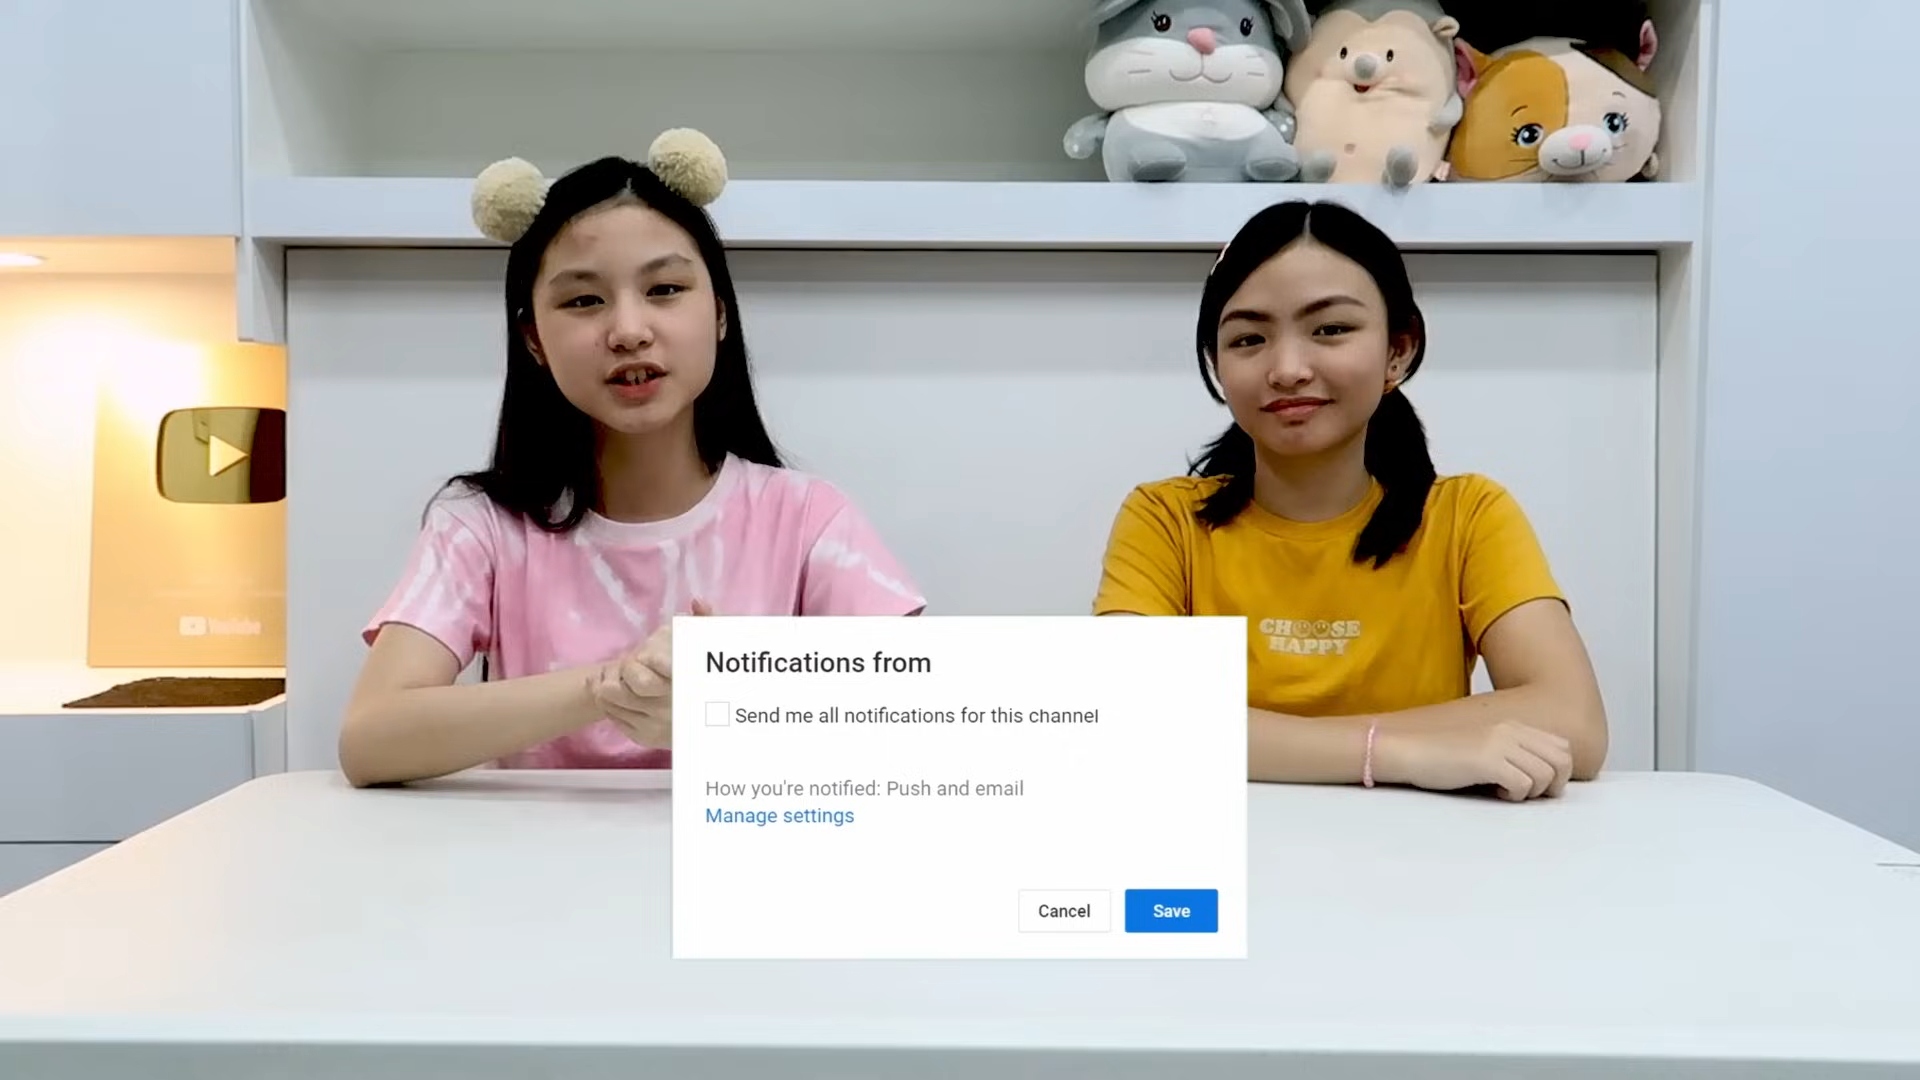 YouTube
CHOOSE
HAPPY
Notifications from
Send me all notifications for this channel
How you're notified: Push and email
Manage settings
Cancel
Save